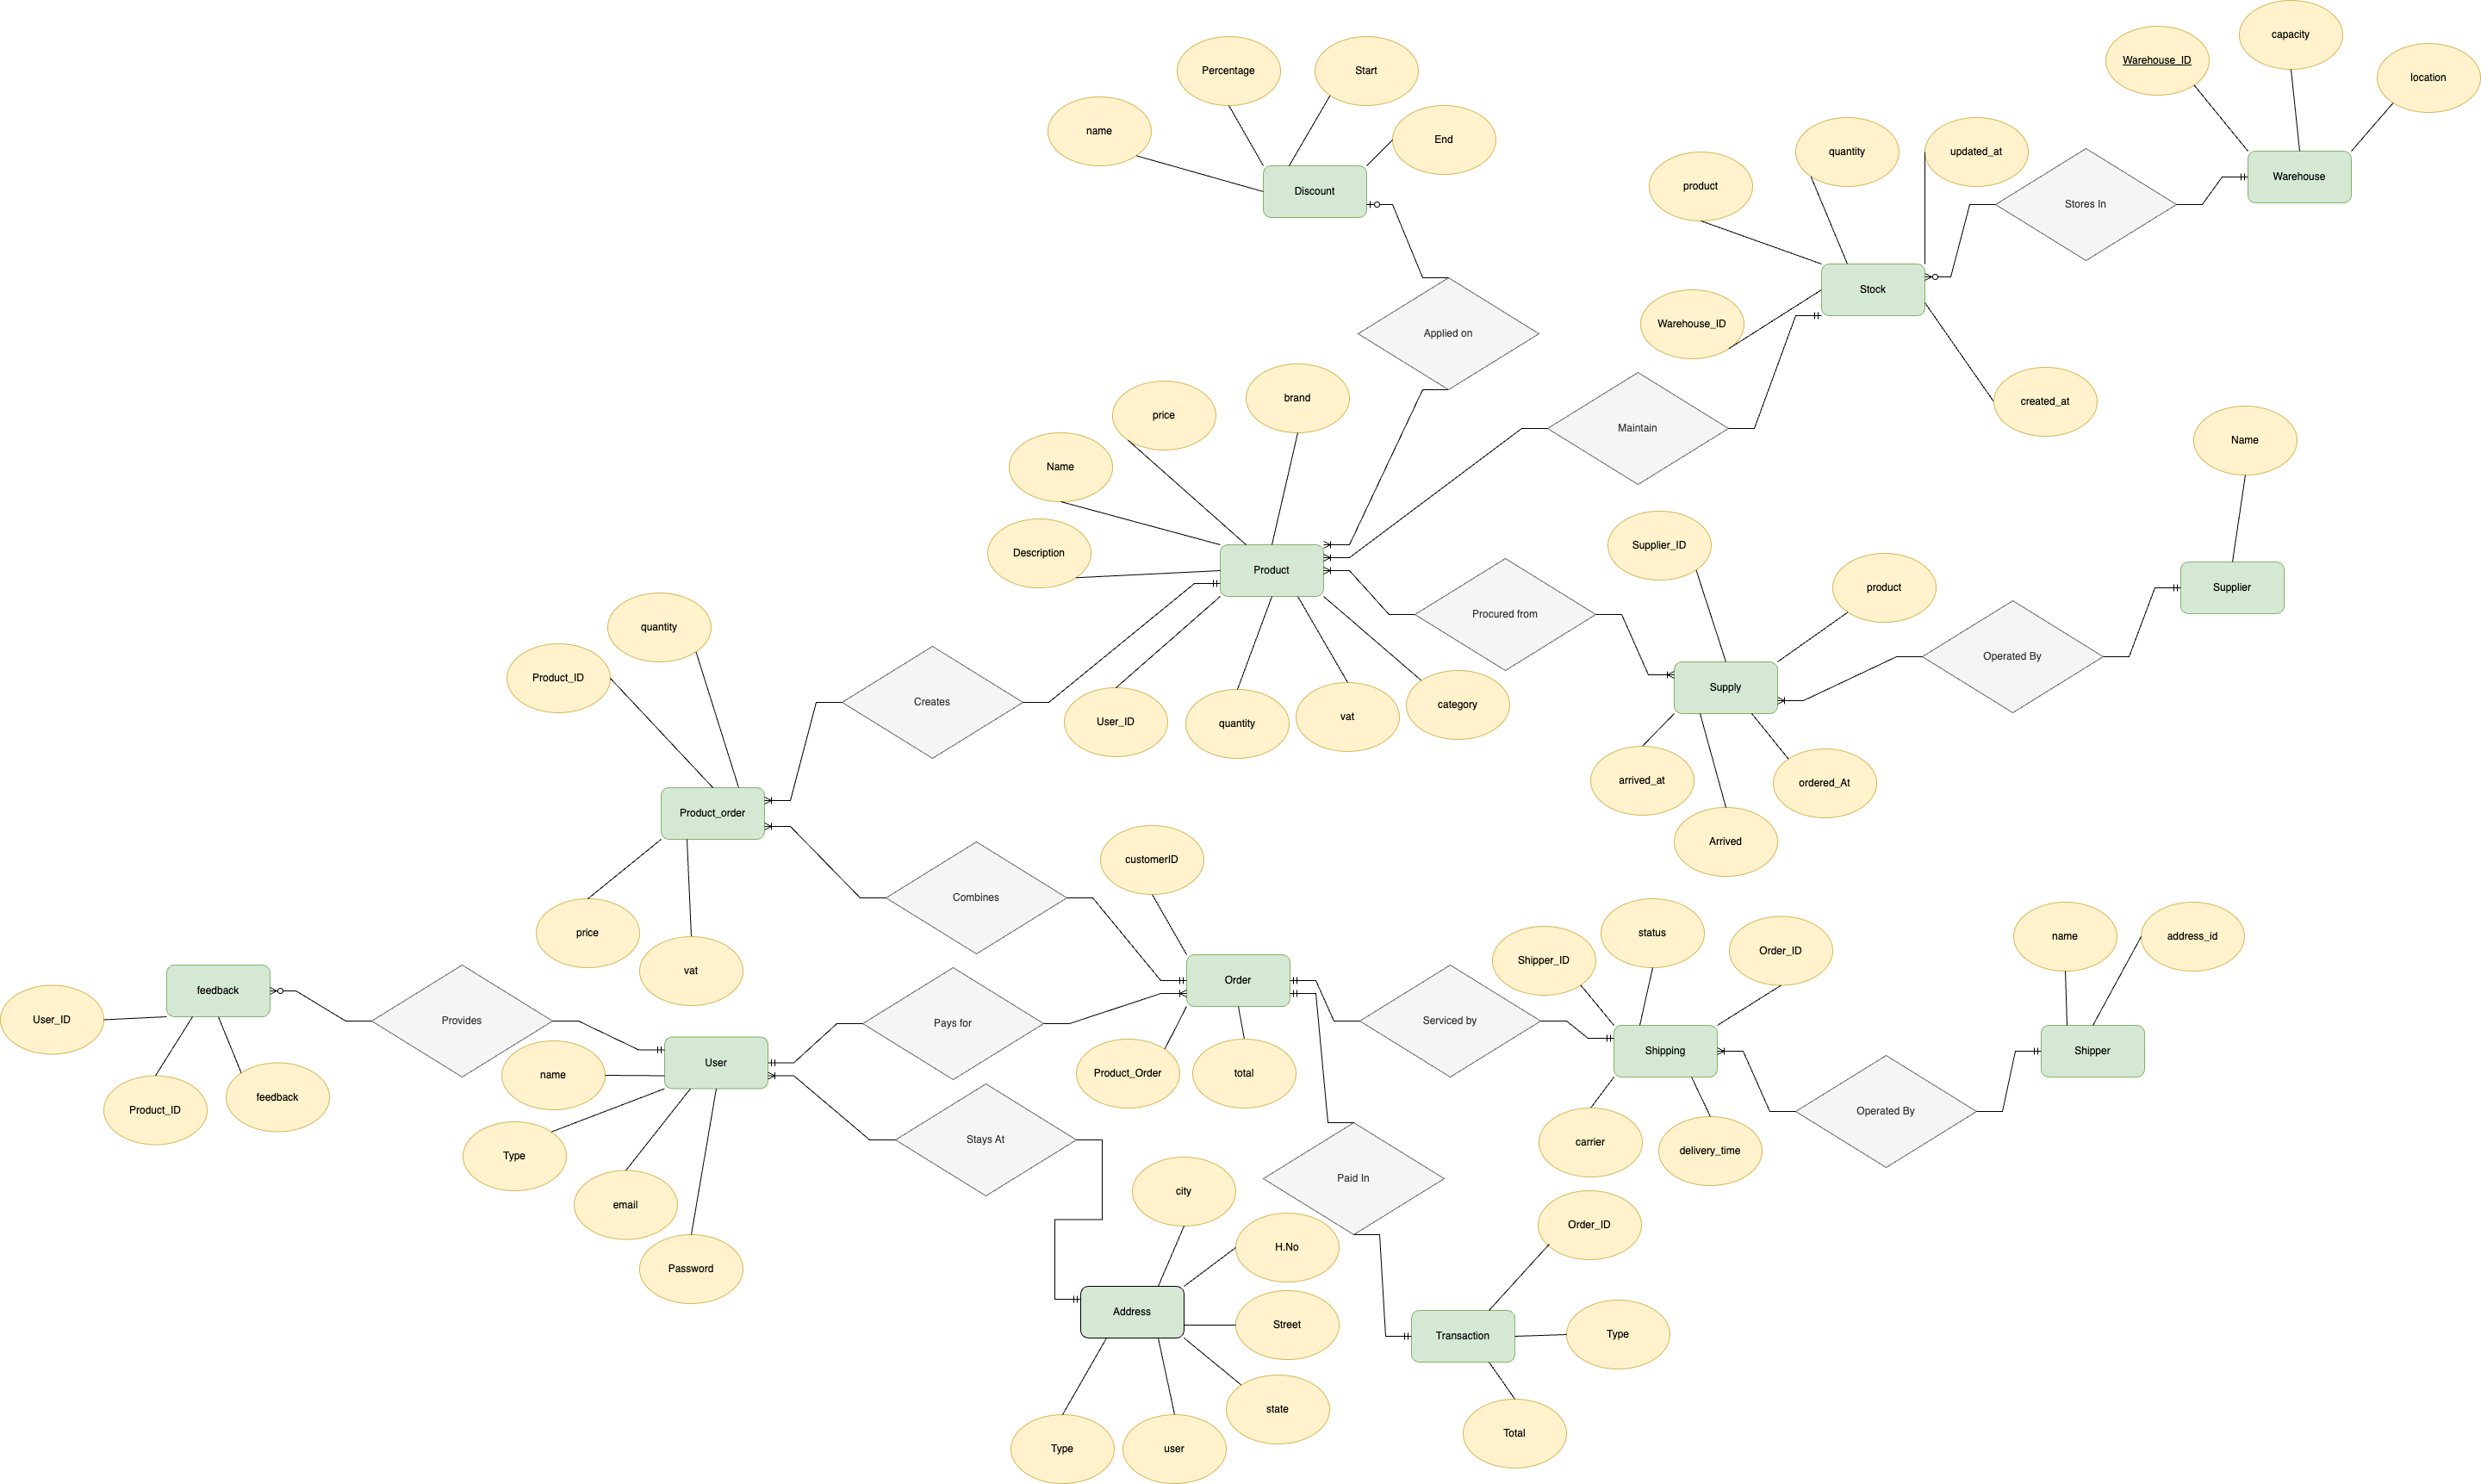 capacity
Warehouse_ID
location
Percentage
Start
name
End
quantity
updated_at
product
Warehouse
Discount
Stores In
Stock
Warehouse_ID
Applied on
created_at
brand
price
Maintain
Name
Name
Description
Product
Supplier_ID
product
Supplier
Procured from
quantity
Product_ID
Operated By
Supply
Creates
User_ID
quantity
vat
category
arrived_at
ordered_At
Product_order
Arrived
customerID
Combines
price
vat
status
Shipper_ID
Order_ID
name
address_id
Order
feedback
User_ID
Provides
Pays for
Serviced by
Shipping
Shipper
User
name
Product_Order
total
Product_ID
feedback
Operated By
Type
Stays At
carrier
delivery_time
Paid In
city
email
Order_ID
H.No
Password
Address
Street
Transaction
Type
state
Type
user
Total